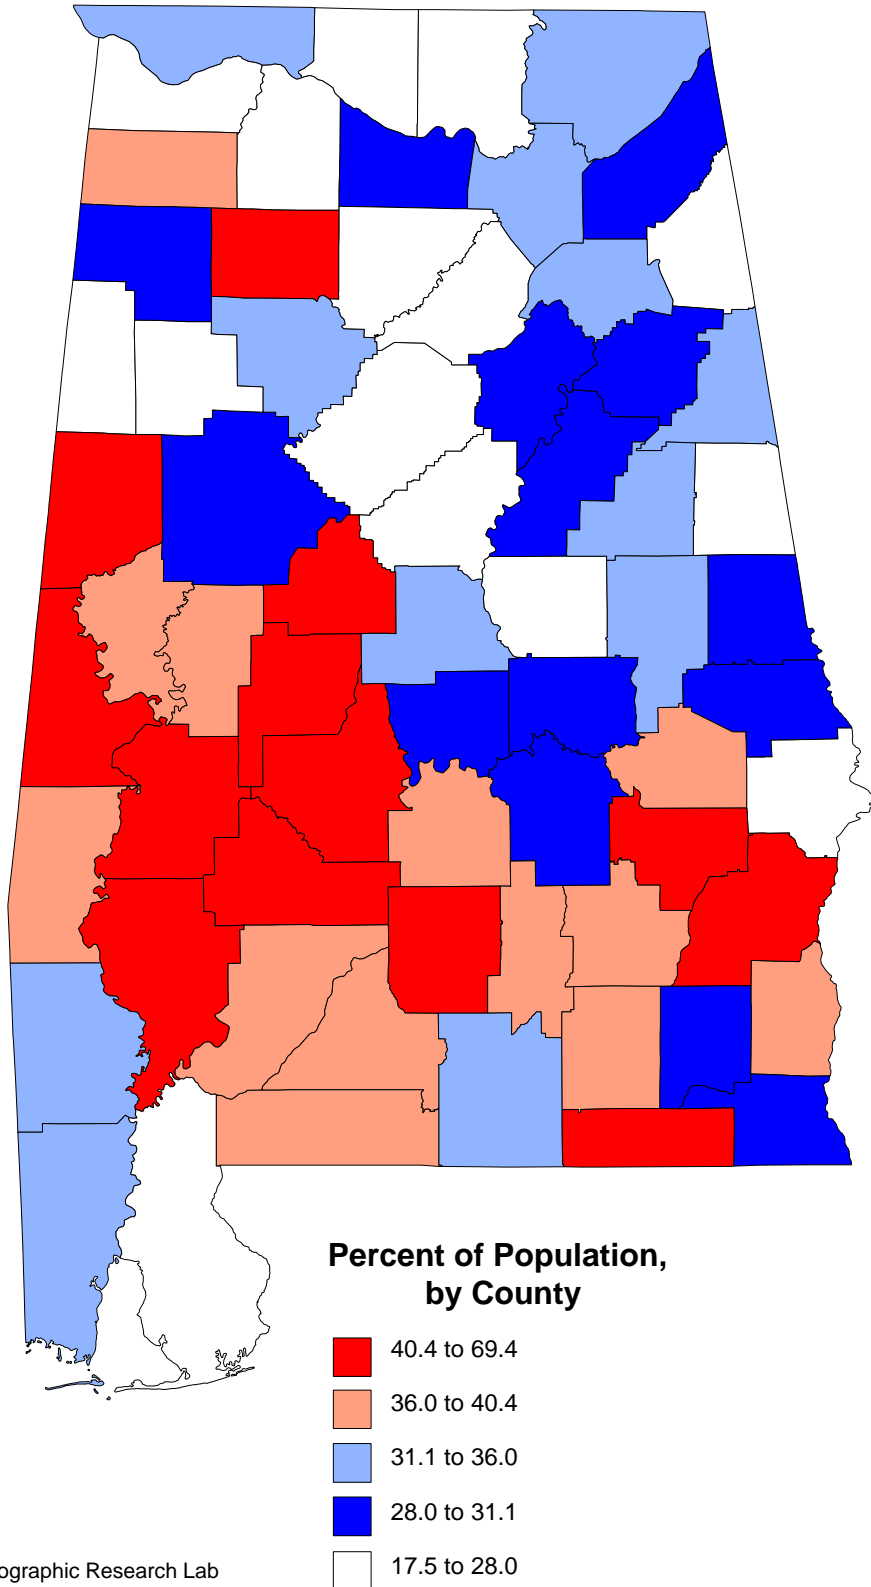 Percent of Population,
by County
40.4 to 69.4
36.0 to 40.4
31.1 to 36.0
28.0 to 31.1
17.5 to 28.0
ographic Research Lab